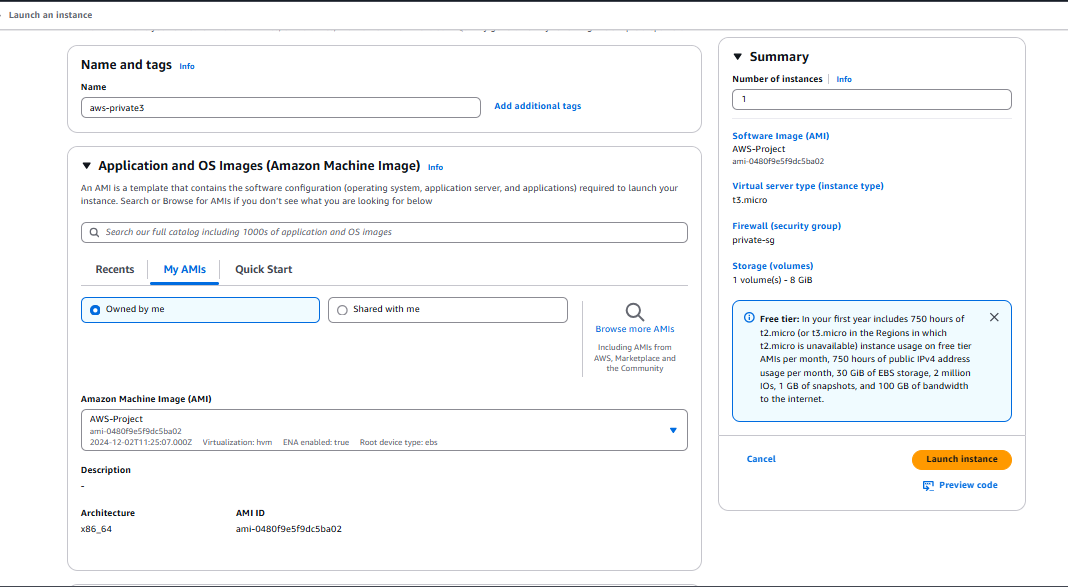 Launch an instance
Name and tags Info
Name
aws-private3
Add additional tags
Application and OS Images (Amazon Machine Image) Info
An AMI is a template that contains the software configuration (operating system, application server, and applications) required to launch your
instance. Search or Browse for AMIs if you don't see what you are looking for below
Search our full catalog including 1000s of application and OS images
Recents
My AMIs
Quick Start
Owned by me
Shared with me
Browse more AMIs
Including AMIs from
AWS, Marketplace and
the Community
Amazon Machine Image (AMI)
AWS-Project
ami-0480f9e5f9dc5ba02
2024-12-02T11:25:07.000Z Virtualization: hvm ENA enabled: true Root device type: ebs
Description
-
Architecture
x86_64
AMI ID
ami-0480f9e5f9dc5ba02
Summary
Number of instances Info
1
Software Image (AMI)
AWS-Project
ami-0480f9e5f9dc5ba02
Virtual server type (instance type)
t3.micro
Firewall (security group)
private-sg
Storage (volumes)
1 volume(s) - 8 GiB
Free tier: In your first year includes 750 hours of
t2.micro (or t3.micro in the Regions in which
t2.micro is unavailable) instance usage on free tier
AMIs per month, 750 hours of public IPv4 address
usage per month, 30 GiB of EBS storage, 2 million
IOs, 1 GB of snapshots, and 100 GB of bandwidth
to the internet.
Cancel
Launch instance
Preview code